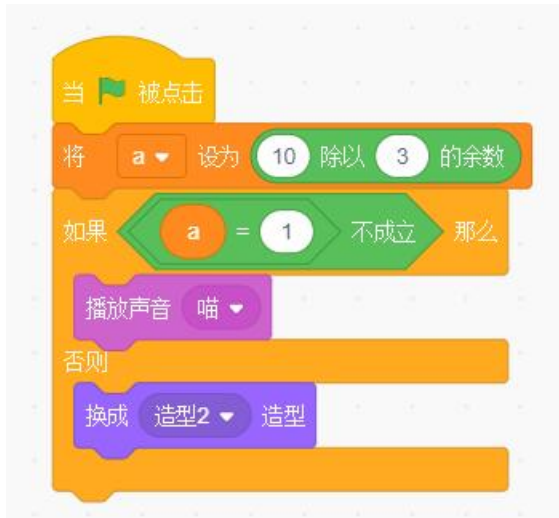 当 被点击
将 a 设为 10 除以 3 的余数
如果 a = 1 不成立 那么
播放声音 喵
否则
换成 造型2 造型